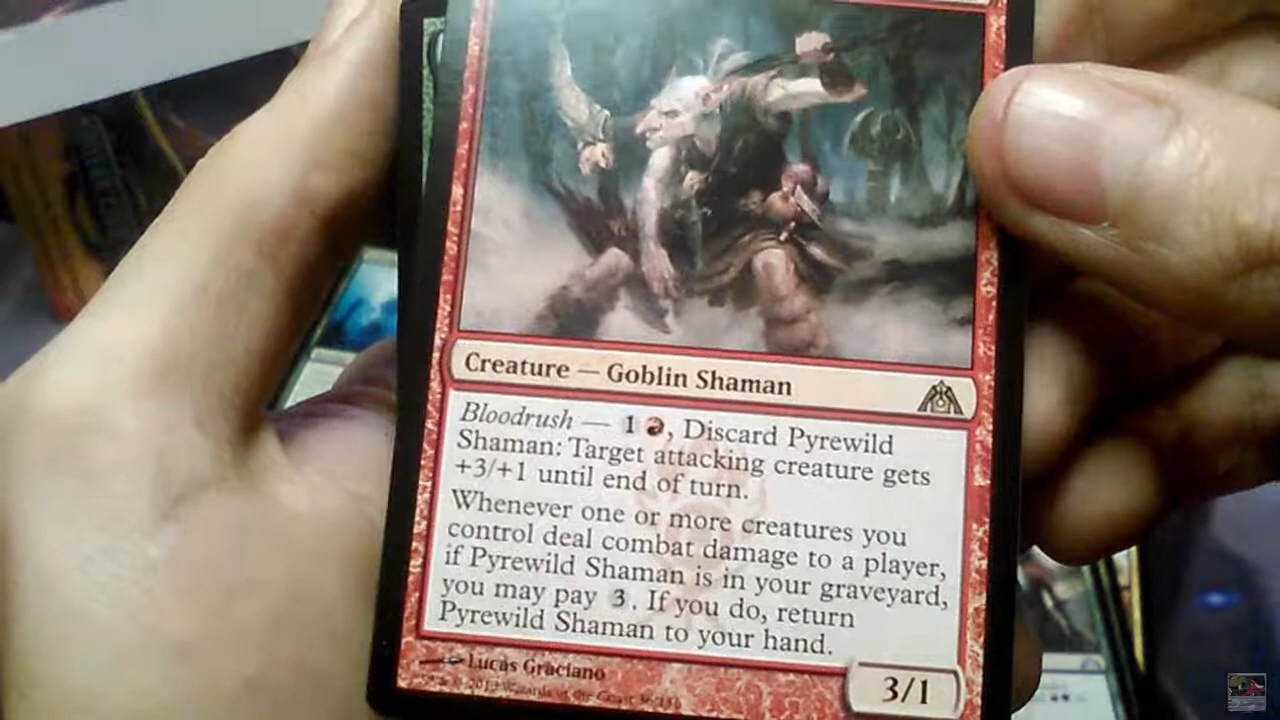 Creature — Goblin Shaman
Bloodrush — 1, Discard Pyrewild
Shaman: Target attacking creature gets
+3/+1 until end of turn.
Whenever one or more creatures you
control deal combat damage to a player,
if Pyrewild Shaman is in your graveyard,
you may pay 3. If you do, return
Pyrewild Shaman to your hand.
Lucas Graciano
3/1